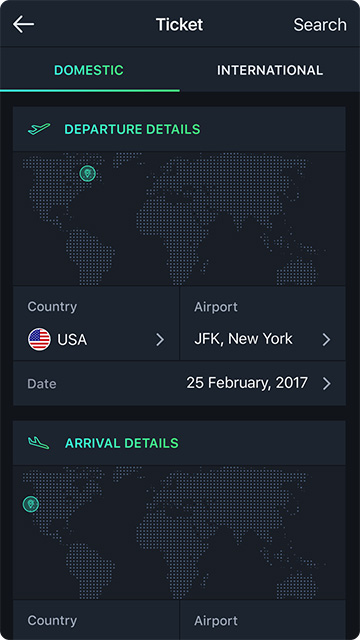 Ticket
Search
DOMESTIC
INTERNATIONAL
DEPARTURE DETAILS
Country
Airport
USA
JFK, New York
Date
25 February, 2017
ARRIVAL DETAILS
Country
Airport